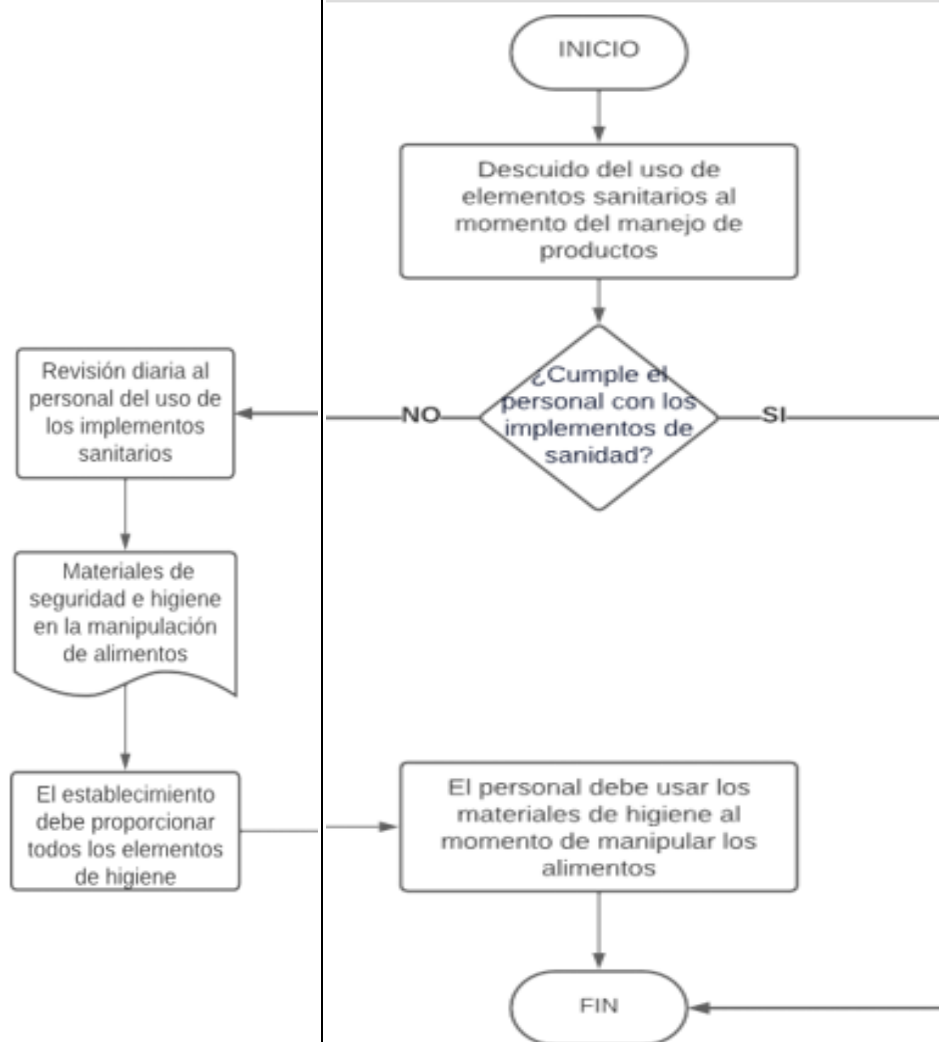 INICIO
Descuido del uso de
elementos sanitarios al
momento del manejo de
productos
¿Cumple el
personal con los
implementos de
sanidad?
NO
SI
Revisión diaria al
personal del uso de
los implementos
sanitarios
Materiales de
seguridad e higiene
en la manipulación
de alimentos
El establecimiento
debe proporcionar
todos los elementos
de higiene
El personal debe usar los
materiales de higiene al
momento de manipular los
alimentos
FIN